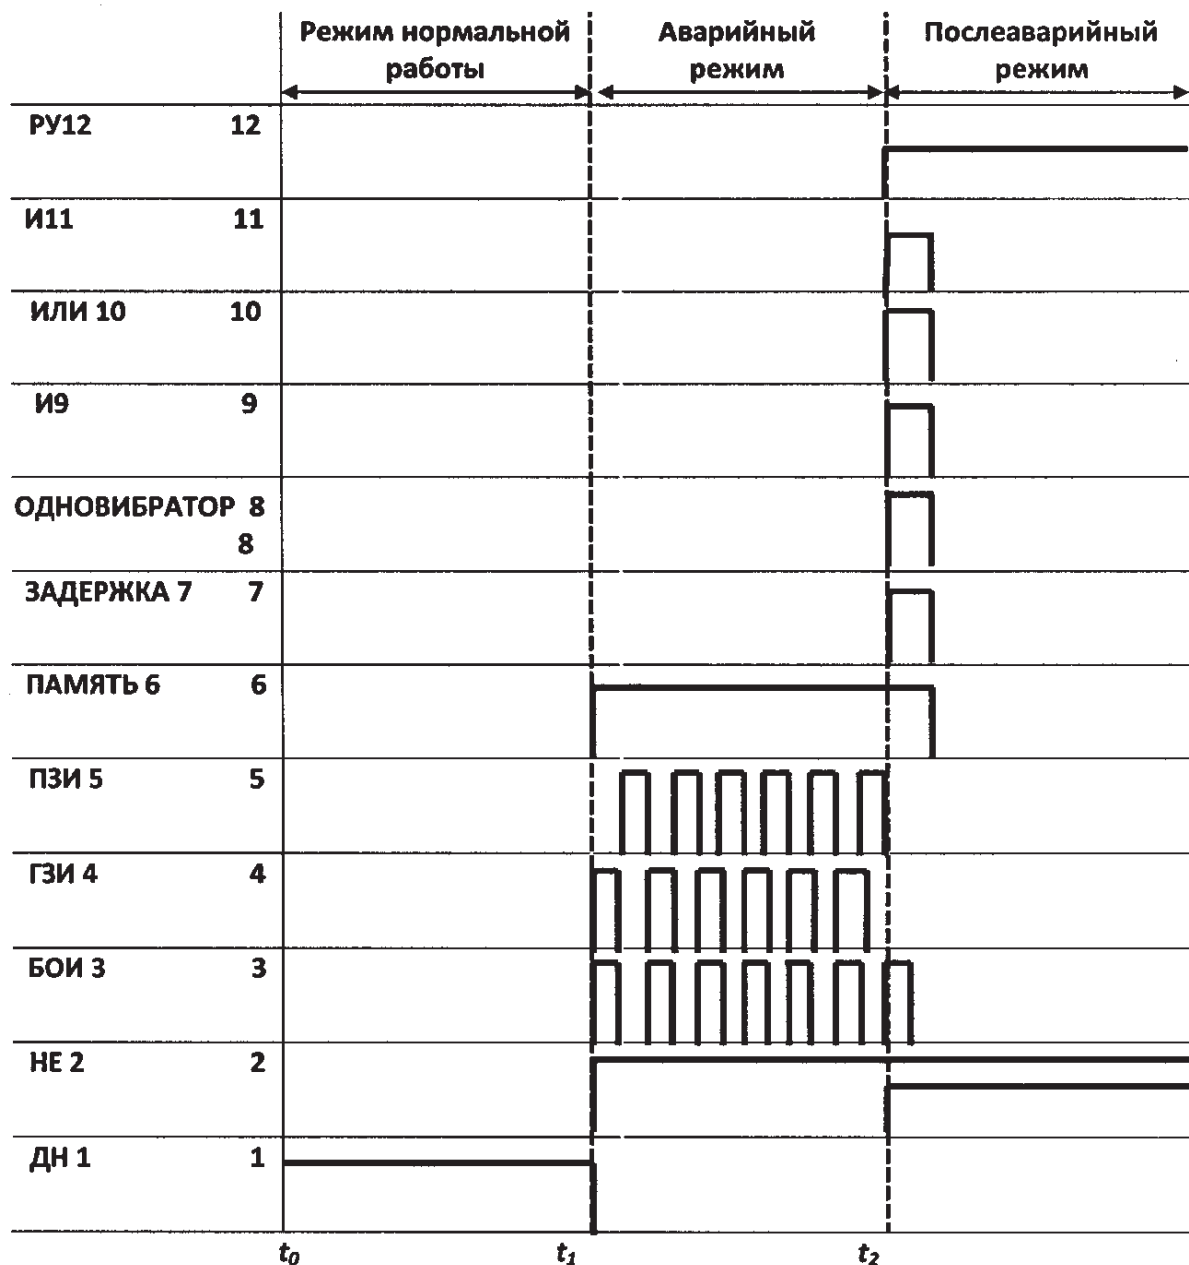 Режим нормальной работы
Аварийный режим
Послеаварийный режим
РУ12 12
И11 11
ИЛИ 10 10
И9 9
ОДНОВИБРАТОР 8
8
ЗАДЕРЖКА 7 7
ПАМЯТЬ 6 6
ПЗИ 5 5
ГЗИ 4 4
БОИ 3 3
НЕ 2 2
ДН 1 1
t0 t1 t2